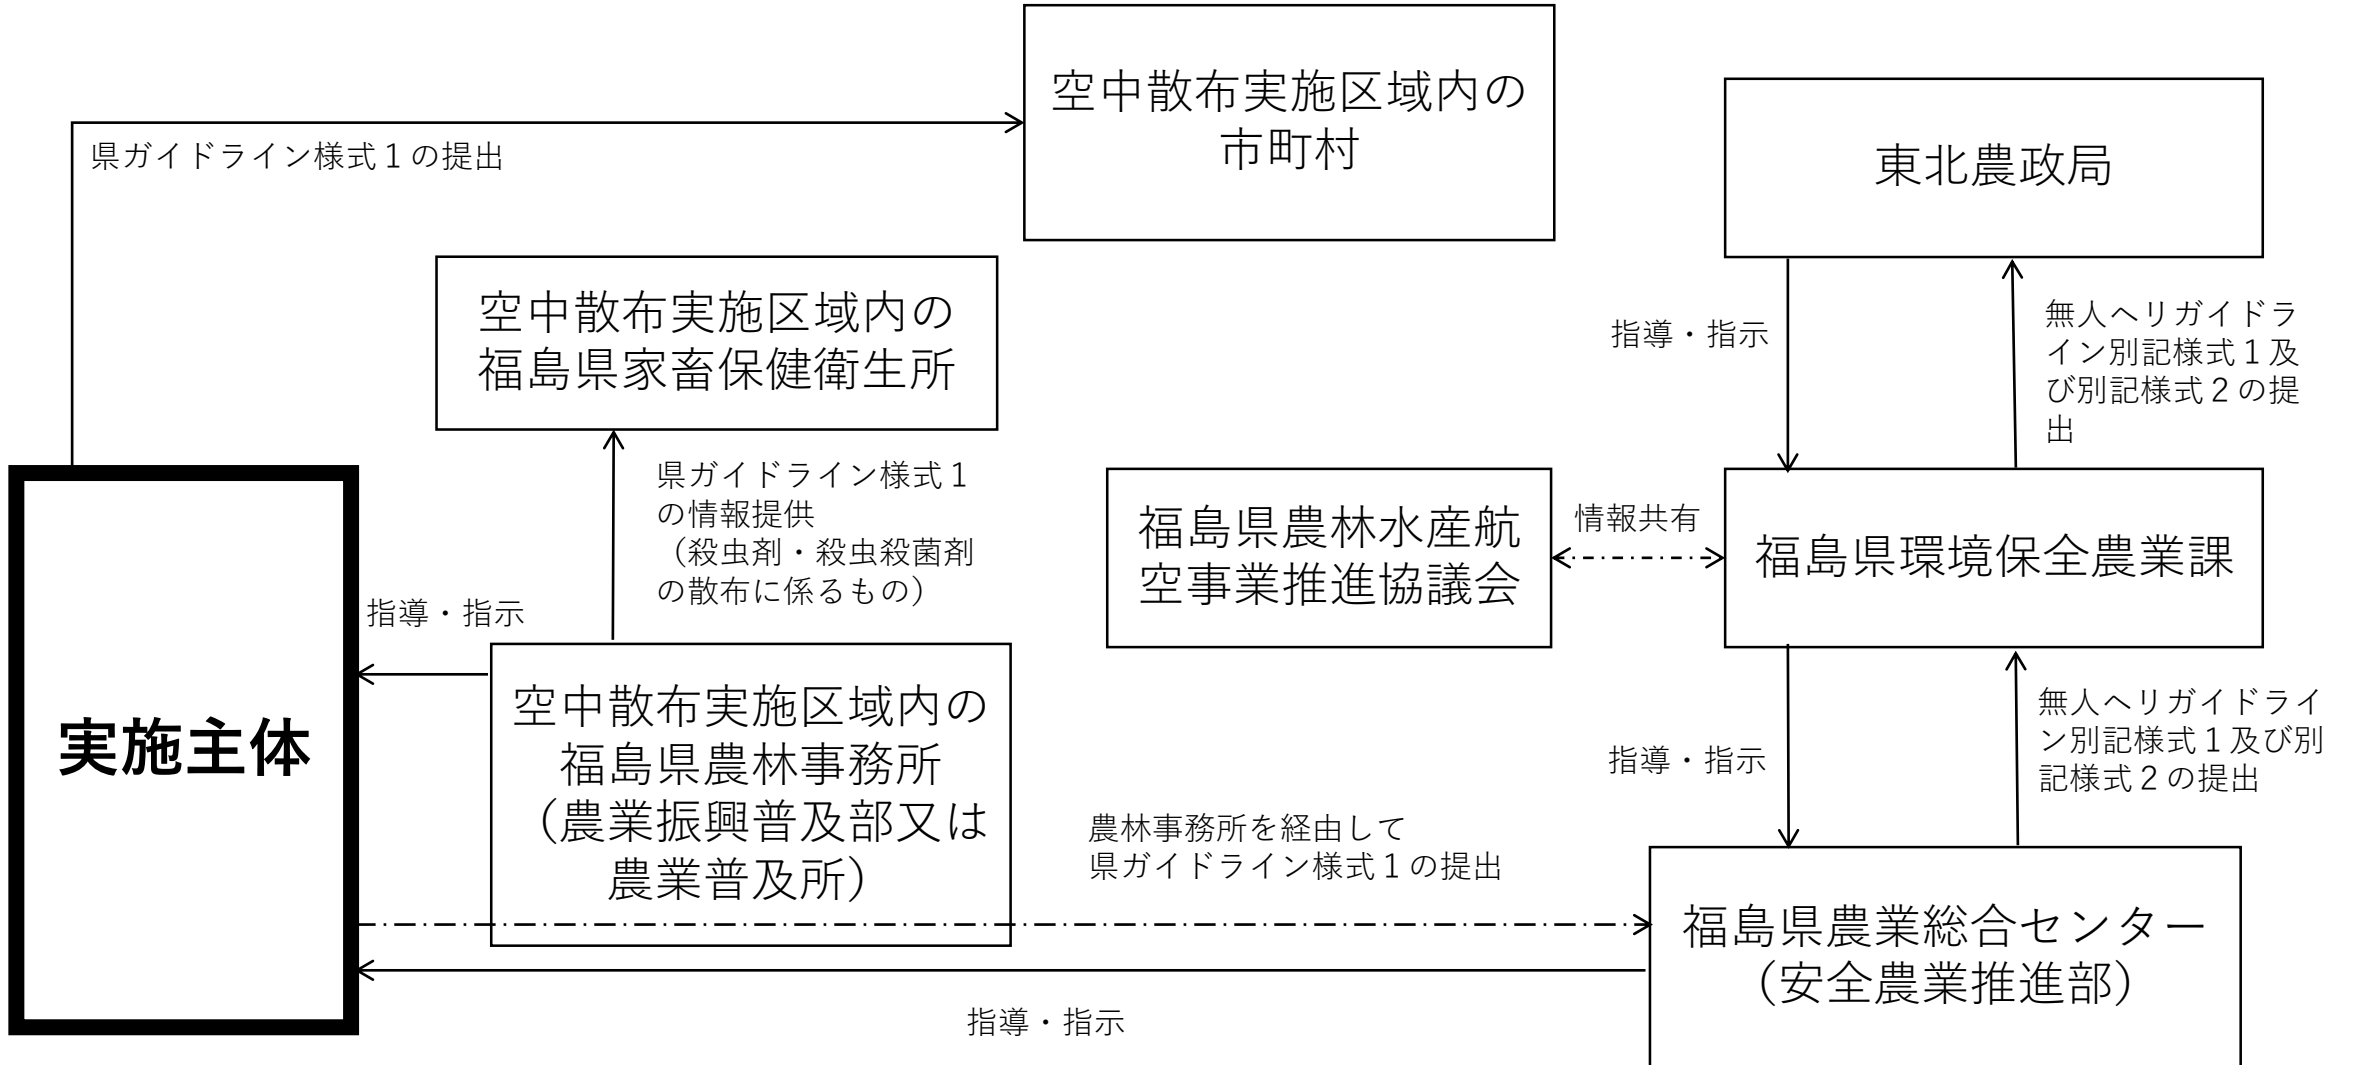 空中散布実施区域内の
市町村
東北農政局
県ガイドライン様式１の提出
空中散布実施区域内の
福島県家畜保健衛生所
指導・指示
無人ヘリガイドラ
イン別記様式１及
び別記様式２の提
出
県ガイドライン様式１
の情報提供
（殺虫剤・殺虫殺菌剤
の散布に係るもの）
福島県農林水産航
空事業推進協議会
情報共有
福島県環境保全農業課
指導・指示
実施主体
空中散布実施区域内の
福島県農林事務所
（農業振興普及部又は
農業普及所）
指導・指示
無人ヘリガイドライ
ン別記様式１及び別
記様式２の提出
農林事務所を経由して
県ガイドライン様式１の提出
福島県農業総合センター
（安全農業推進部）
指導・指示